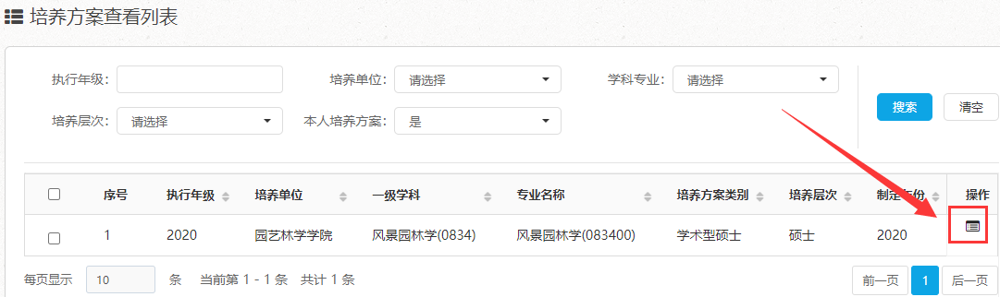 培养方案查看列表
执行年级： 培养单位： 请选择 学科专业： 请选择
搜索 清空
培养层次： 请选择 本人培养方案： 是
序号 执行年级 培养单位 一级学科 专业名称 培养方案类别 培养层次 制定年份 操作
1 2020 园艺林学学院 风景园林学(0834) 风景园林学(083400) 学术型硕士 硕士 2020
每页显示 10 条 当前第 1 - 1 条 共计 1 条 前一页 1 后一页